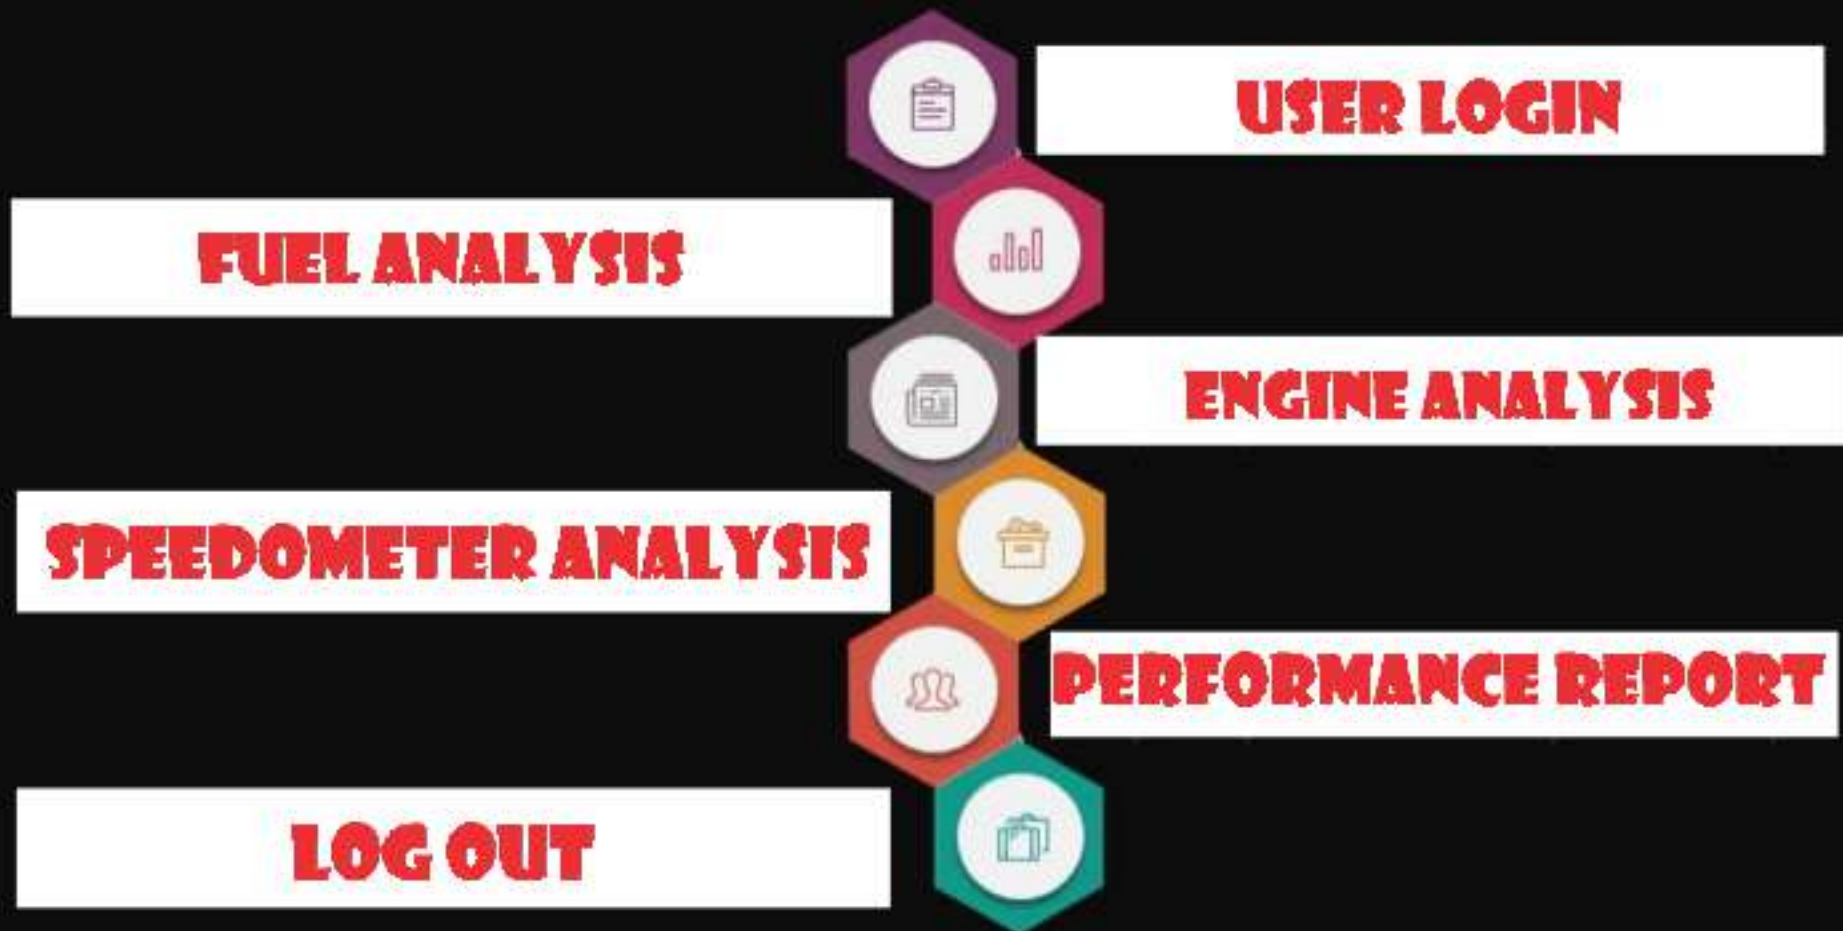 USER LOGIN
FUEL ANALYSIS
ENGINE ANALYSIS
SPEEDOMETER ANALYSIS
PERFORMANCE REPORT
LOG OUT